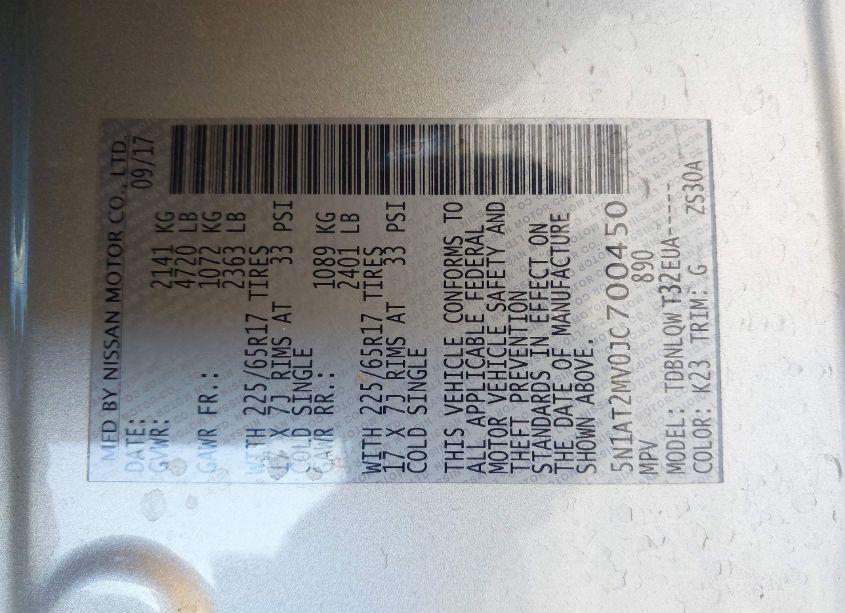 MFD BY NISSAN MOTOR CO., LTD.
DATE: 09/17
GVWR: 2141 KG
4720 LB
GAWR FR.: 1072 KG
2363 LB
WITH 225/65R17 TIRES
17 X 7J RIMS AT 33 PSI
COLD SINGLE
GAWR RR.: 1089 KG
2401 LB
WITH 225/65R17 TIRES
17 X 7J RIMS AT 33 PSI
COLD SINGLE
THIS VEHICLE CONFORMS TO
ALL APPLICABLE FEDERAL
MOTOR VEHICLE SAFETY AND
THEFT PREVENTION
STANDARDS IN EFFECT ON
THE DATE OF MANUFACTURE
SHOWN ABOVE.
5N1AT2MV0JC700450
MPV 890
MODEL: TDBNLQW T32EUA-----
COLOR: K23 TRIM: G ZS30A